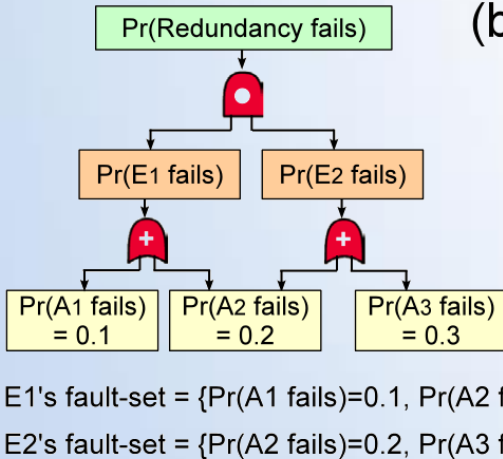 (b
Pr(Redundancy fails)
Pr(E1 fails) Pr(E2 fails)
+ +
Pr(A1 fails) Pr(A2 fails) Pr(A3 fails)
= 0.1 = 0.2 = 0.3
E1's fault-set = {Pr(A1 fails)=0.1, Pr(A2 f
E2's fault-set = {Pr(A2 fails)=0.2, Pr(A3 f